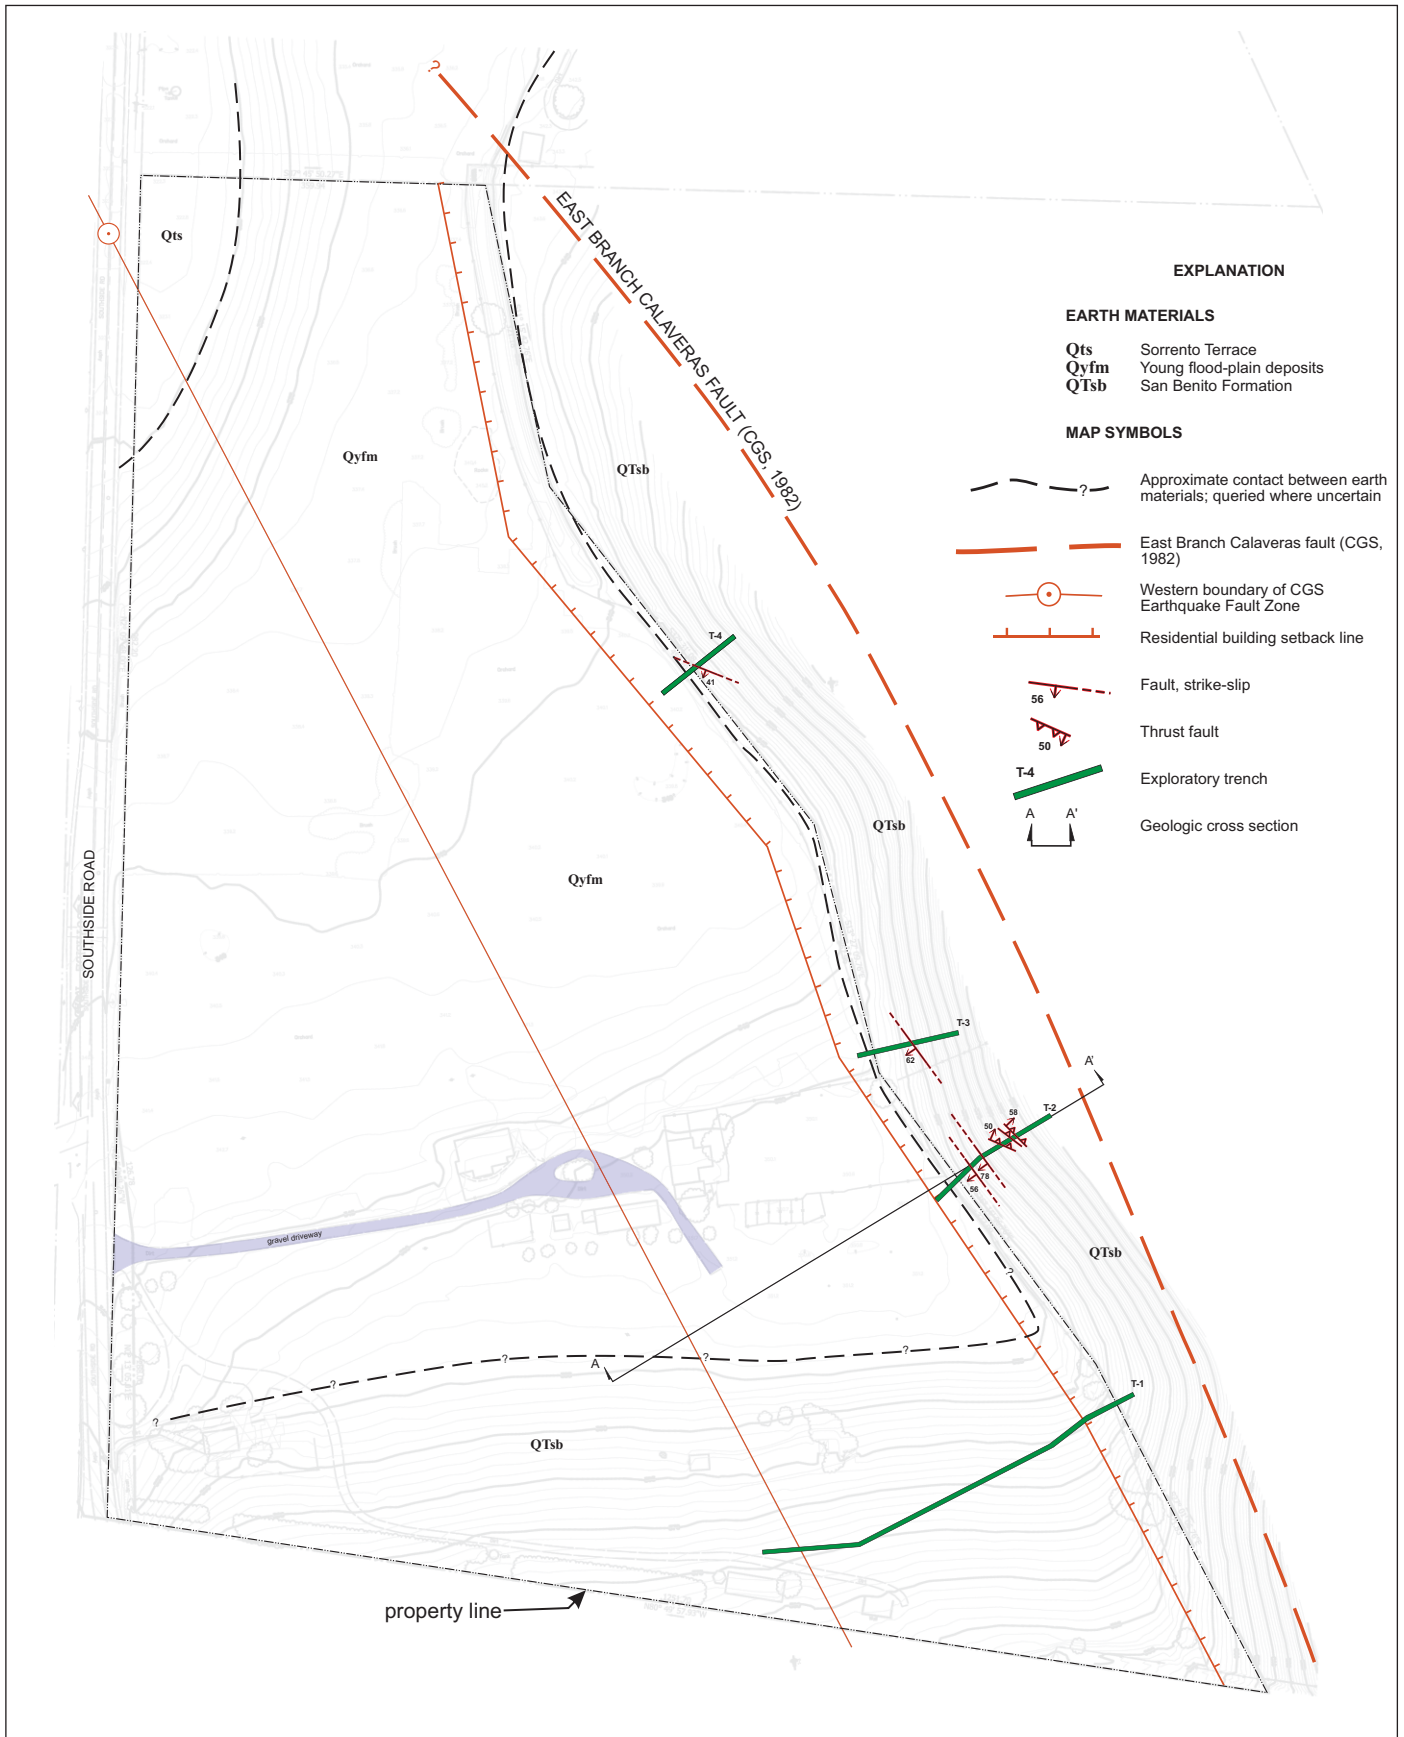 ?
EAST BRANCH CALAVERAS FAULT (CGS, 1982)
Qts
Qyfm
QTsb
T-4
41
QTsb
Qyfm
SOUTHSIDE ROAD
T-3
62
A'
T-2
58
50
78
56
gravel driveway
QTsb
?
?
?
?
?
?
A
T-1
QTsb
property line
EXPLANATION
EARTH MATERIALS
Qts Sorrento Terrace
Qyfm Young flood-plain deposits
QTsb San Benito Formation
MAP SYMBOLS
?
Approximate contact between earth
materials; queried where uncertain
East Branch Calaveras fault (CGS,
1982)
Western boundary of CGS
Earthquake Fault Zone
Residential building setback line
56
Fault, strike-slip
50
Thrust fault
T-4
Exploratory trench
A A'
Geologic cross section